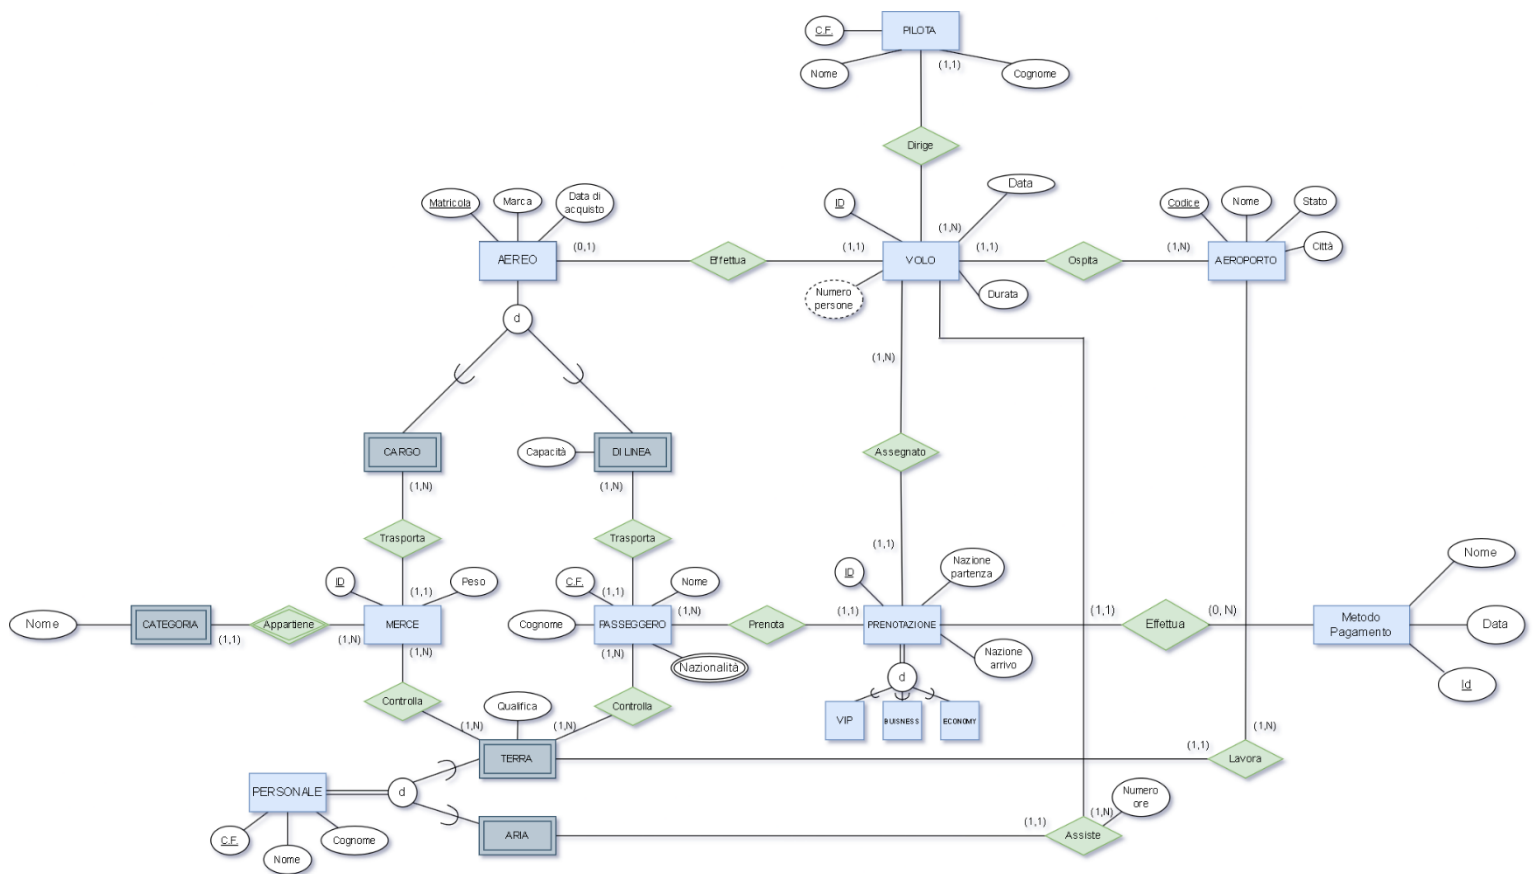 PILOTA
C.F.
Nome
(1,1)
Cognome
Dirige
Matricola
Marca
Data di
acquisto
ID
Data
Codice
Nome
Stato
Città
AEREO
(0,1)
Effettua
(1,1)
VOLO
(1,N)
(1,1)
Ospita
(1,N)
AEROPORTO
Numero
persone
Durata
d
(1,N)
CARGO
Capacità
DI LINEA
Assegnato
(1,N)
(1,N)
Trasporta
Trasporta
(1,1)
ID
Peso
(1,1)
C.F.
Nome
(1,1)
ID
Nazione
partenza
Nome
Nome
CATEGORIA
(1,1)
Appartiene
(1,N)
MERCE
(1,N)
Cognome
PASSEGGERO
(1,N)
(1,N)
Prenota
(1,1)
PRENOTAZIONE
(1,1)
Effettua
(0, N)
Metodo
Pagamento
Data
Id
Nazionalità
Nazione
arrivo
d
VIP
BUISNESS
ECONOMY
Controlla
Qualifica
Controlla
(1,N)
(1,N)
TERRA
(1,1)
(1,N)
Lavora
PERSONALE
d
C.F.
Nome
Cognome
ARIA
(1,1)
(1,N)
Numero
ore
Assiste